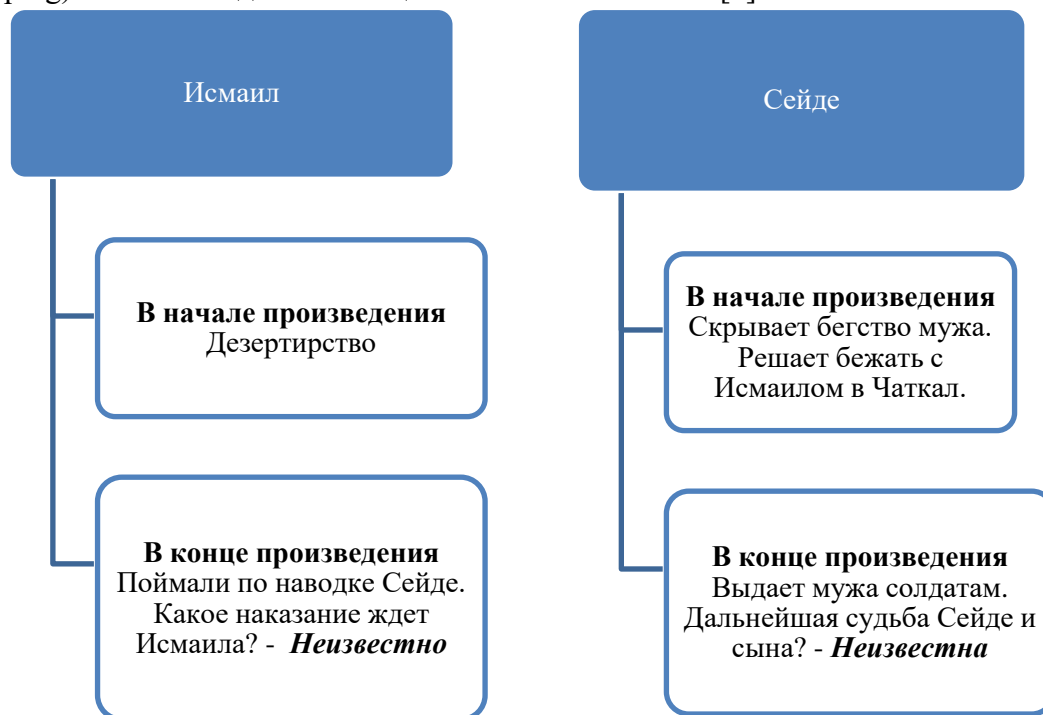 Исмаил
В начале произведения
Дезертирство
В конце произведения
Поймали по наводке Сейде.
Какое наказание ждет
Исмаила? - Неизвестно
Сейде
В начале произведения
Скрывает бегство мужа.
Решает бежать с
Исмаилом в Чаткал.
В конце произведения
Выдает мужа солдатам.
Дальнейшая судьба Сейде и
сына? - Неизвестна